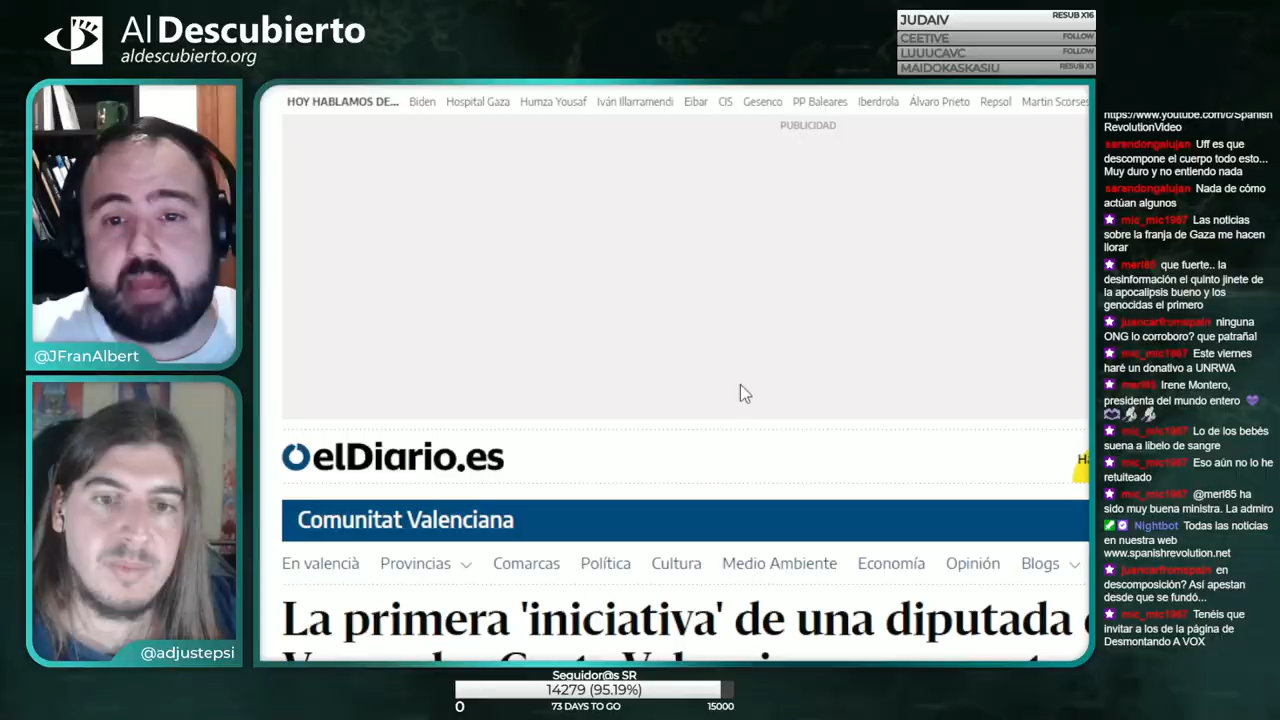 Al Descubierto
aldescubierto.org
JUDAIV RESUB X16
CEETIVE FOLLOW
LUUUCAVC FOLLOW
MAIDOKASKASIU RESUB X3
@JFranAlbert
@adjustepsi
HOY HABLAMOS DE... Biden Hospital Gaza Humza Yousaf Iván Illarramendi Eibar CIS Gesenco PP Baleares Iberdrola Álvaro Prieto Repsol Martin Scorses
PUBLICIDAD
elDiario.es
Comunitat Valenciana
En valencià Provincias Comarcas Política Cultura Medio Ambiente Economía Opinión Blogs
La primera 'iniciativa' de una diputada
https://www.youtube.com/c/Spanish
RevolutionVideo
sarandongalujan Uff es que
descompone el cuerpo todo esto...
Muy duro y no entiendo nada
sarandongalujan Nada de cómo
actúan algunos
mic_mic1987 Las noticias
sobre la franja de Gaza me hacen
llorar
merl85 que fuerte.. la
desinformación el quinto jinete de
la apocalipsis bueno y los
genocidas el primero
juancarfromspain ninguna
ONG lo corroboro? que patraña!
mic_mic1987 Este viernes
haré un donativo a UNRWA
merl85 Irene Montero,
presidenta del mundo entero
mic_mic1987 Lo de los bebés
suena a libelo de sangre
mic_mic1987 Eso aún no lo he
retuiteado
mic_mic1987 @merl85 ha
sido muy buena ministra. La admiro
Nightbot Todas las noticias
en nuestra web
www.spanishrevolution.net
juancarfromspain en
descomposición? Así apestan
desde que se fundó...
mic_mic1987 Tenéis que
invitar a los de la página de
Desmontando A VOX
Seguidor@s SR
14279 (95.19%)
0 73 DAYS TO GO 15000